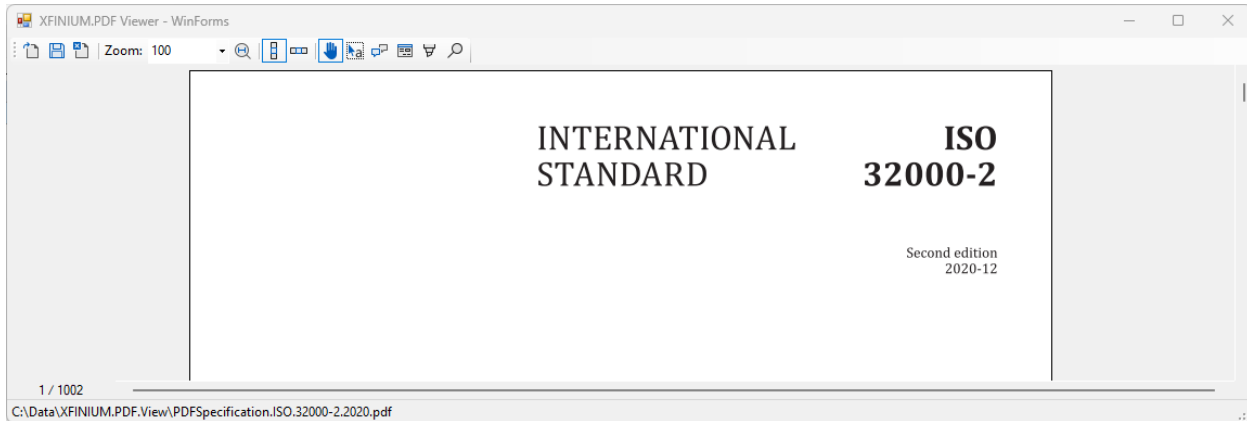 XFINIUM.PDF Viewer - WinForms
Zoom: 100
a
INTERNATIONAL ISO
STANDARD 32000-2
Second edition
2020-12
1 / 1002
C:\Data\XFINIUM.PDF.View\PDFSpecification.ISO.32000-2.2020.pdf